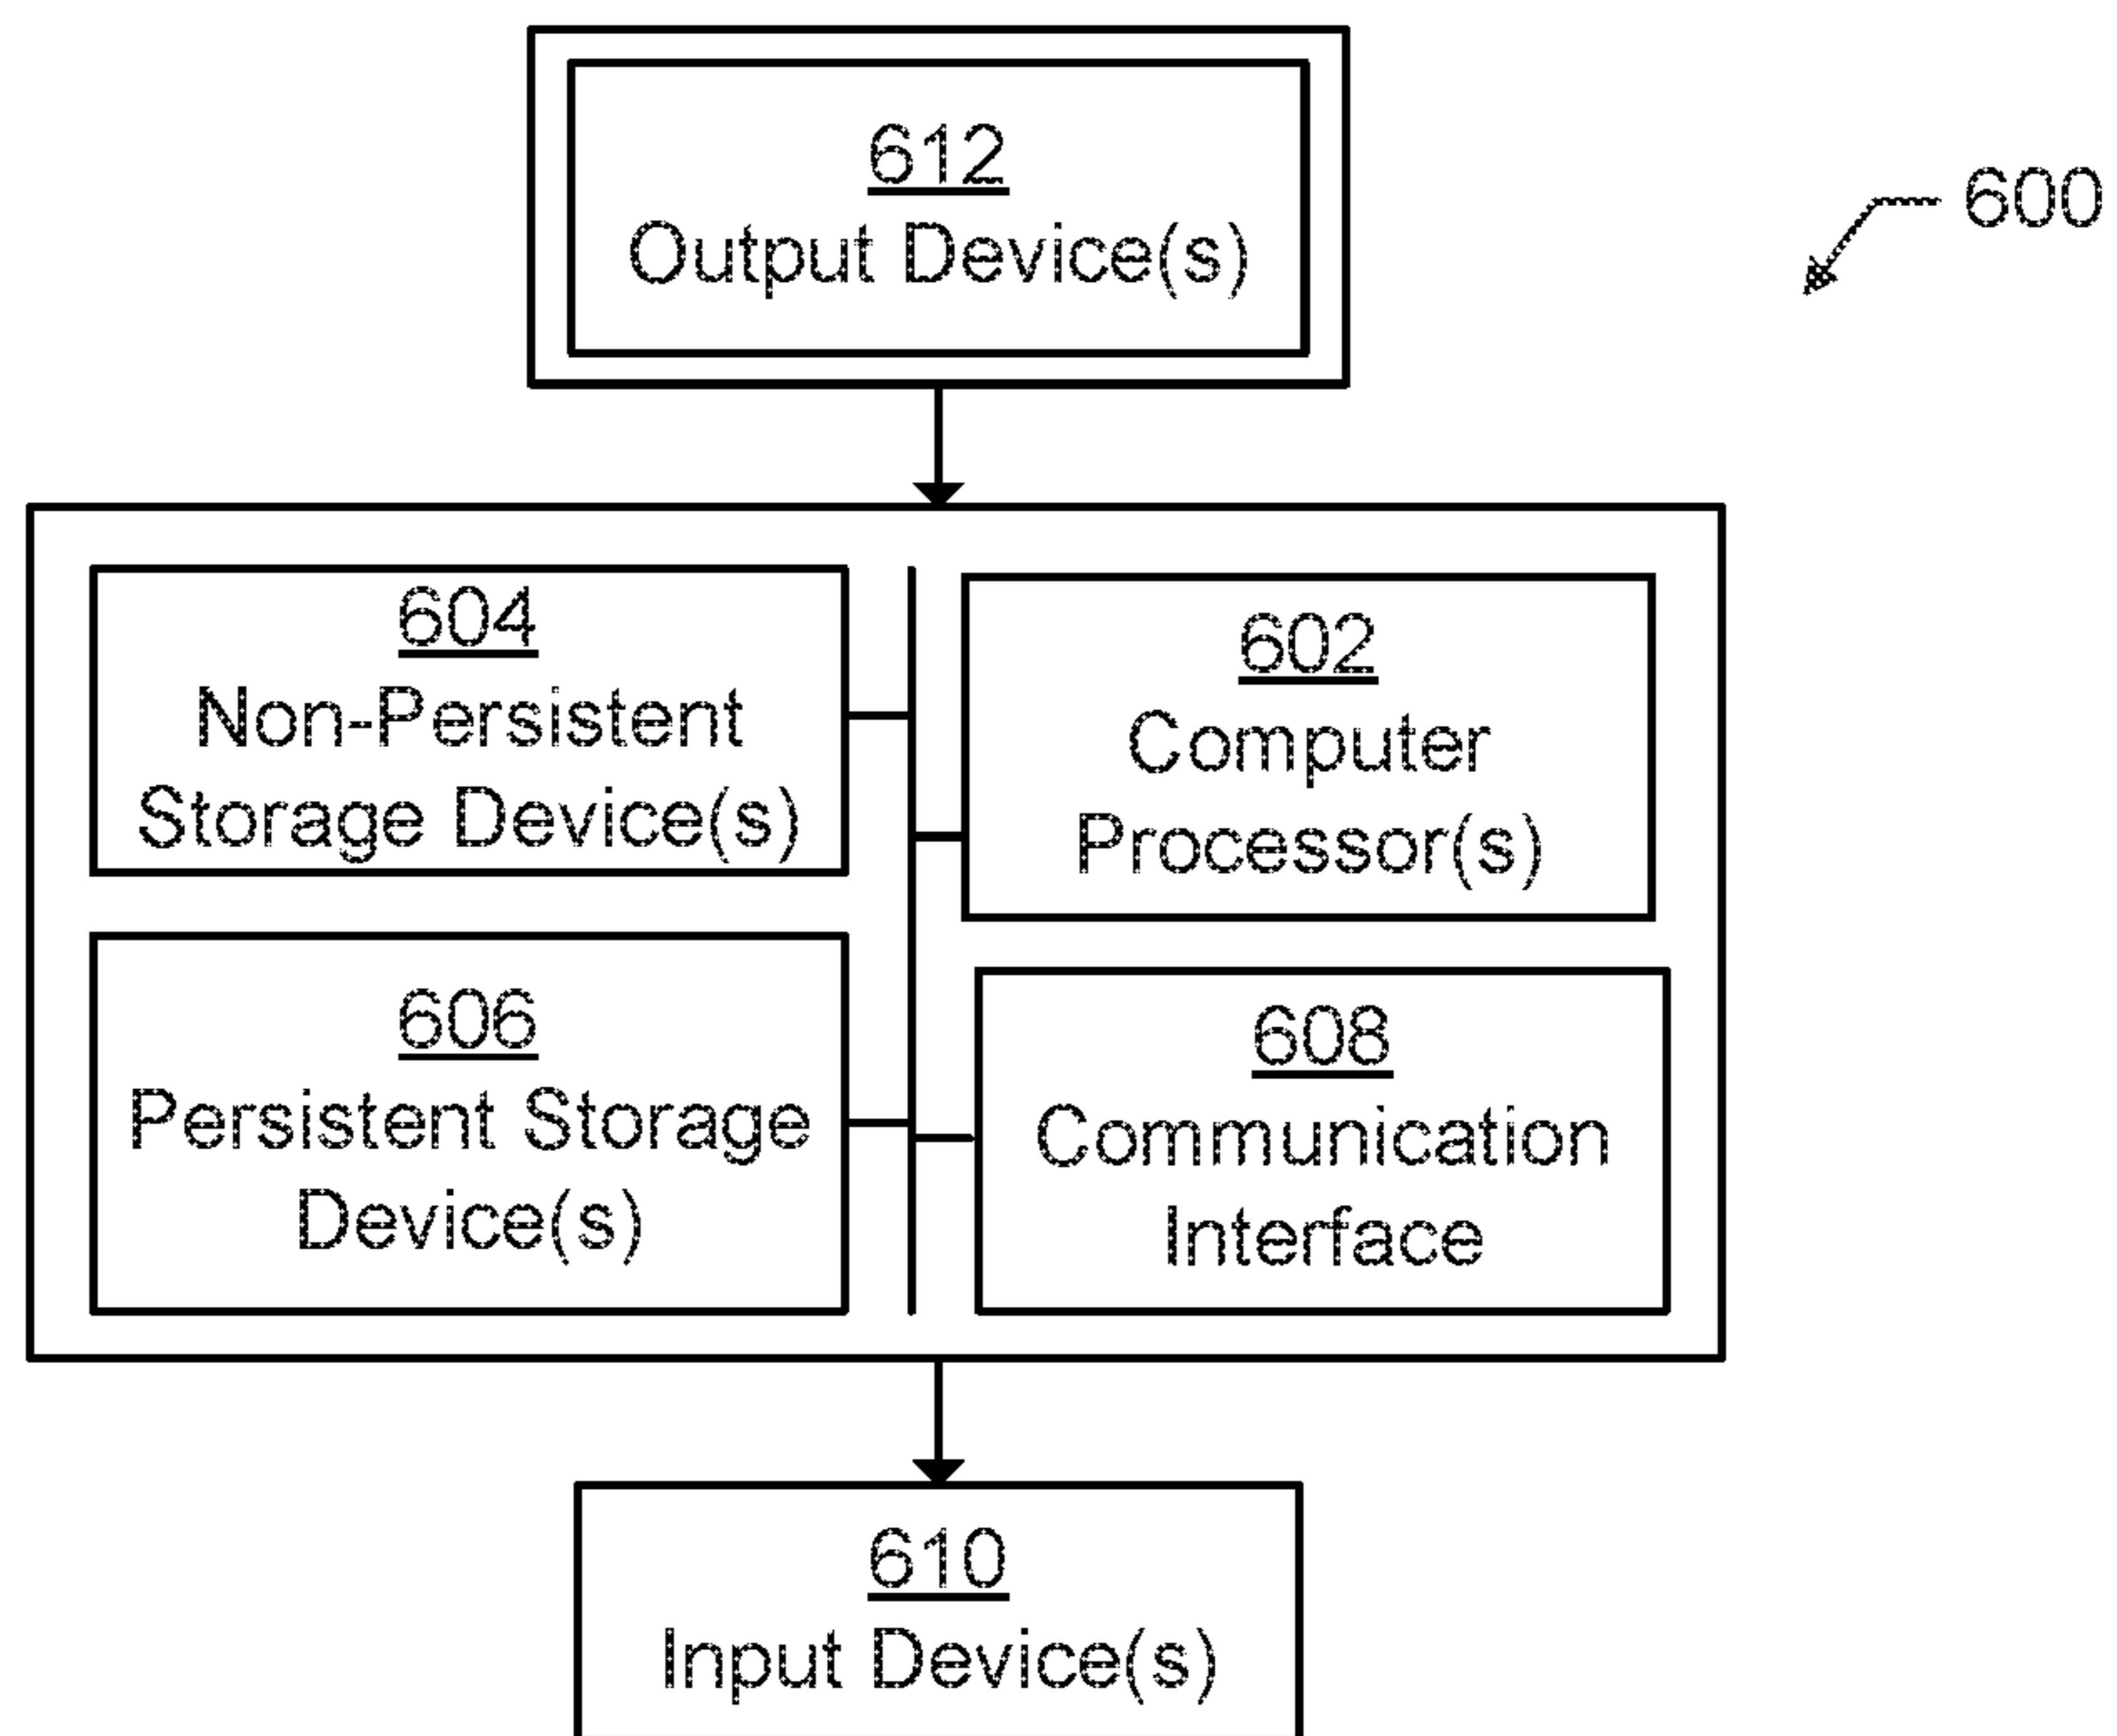 612
Output Device(s)
600
604
Non-Persistent
Storage Device(s)
602
Computer
Processor(s)
606
Persistent Storage
Device(s)
608
Communication
Interface
610
Input Device(s)